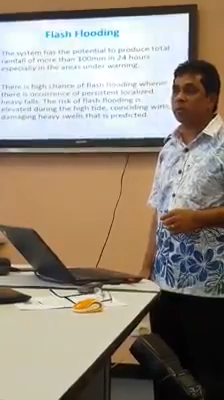 Flash Flooding
The system has the potential to produce total
rainfall of more than 100mm in 24 hours
especially in the areas under warning.
There is high chance of flash flooding where
there is occurrence of persistent localized
heavy falls. The risk of flash flooding is
elevated during the high tide, coinciding with
damaging heavy swells that is predicted.